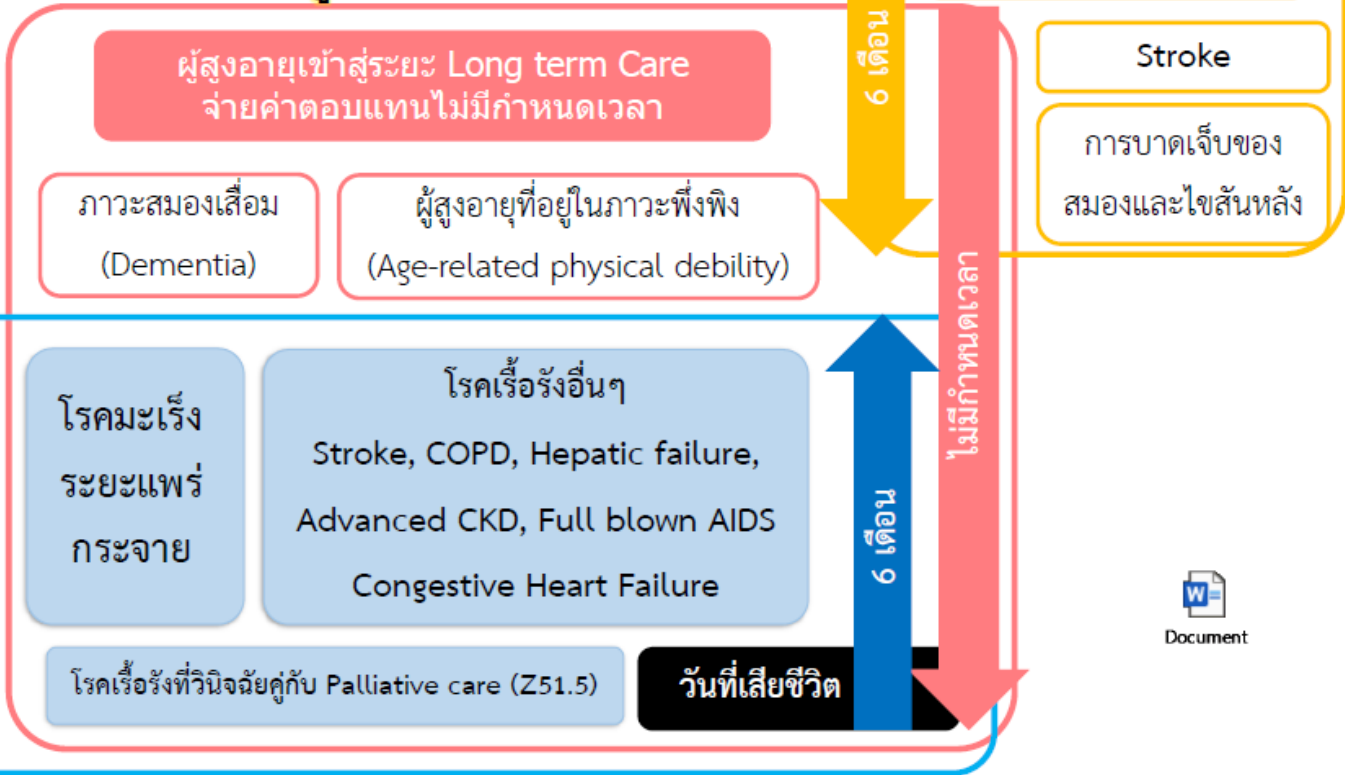 ผู้สูงอายุเข้าสู่ระยะ Long term Care
จ่ายค่าตอบแทนไม่มีกำหนดเวลา
6 เดือน
Stroke
การบาดเจ็บของ
สมองและไขสันหลัง
ภาวะสมองเสื่อม
(Dementia)
ผู้สูงอายุที่อยู่ในภาวะพึ่งพิง
(Age-related physical debility)
ไม่มีกำหนดเวลา
โรคมะเร็ง
ระยะแพร่
กระจาย
โรคเรื้อรังอื่นๆ
Stroke, COPD, Hepatic failure,
Advanced CKD, Full blown AIDS
Congestive Heart Failure
6 เดือน
W
Document
โรคเรื้อรังที่วินิจฉัยคู่กับ Palliative care (Z51.5)
วันที่เสียชีวิต